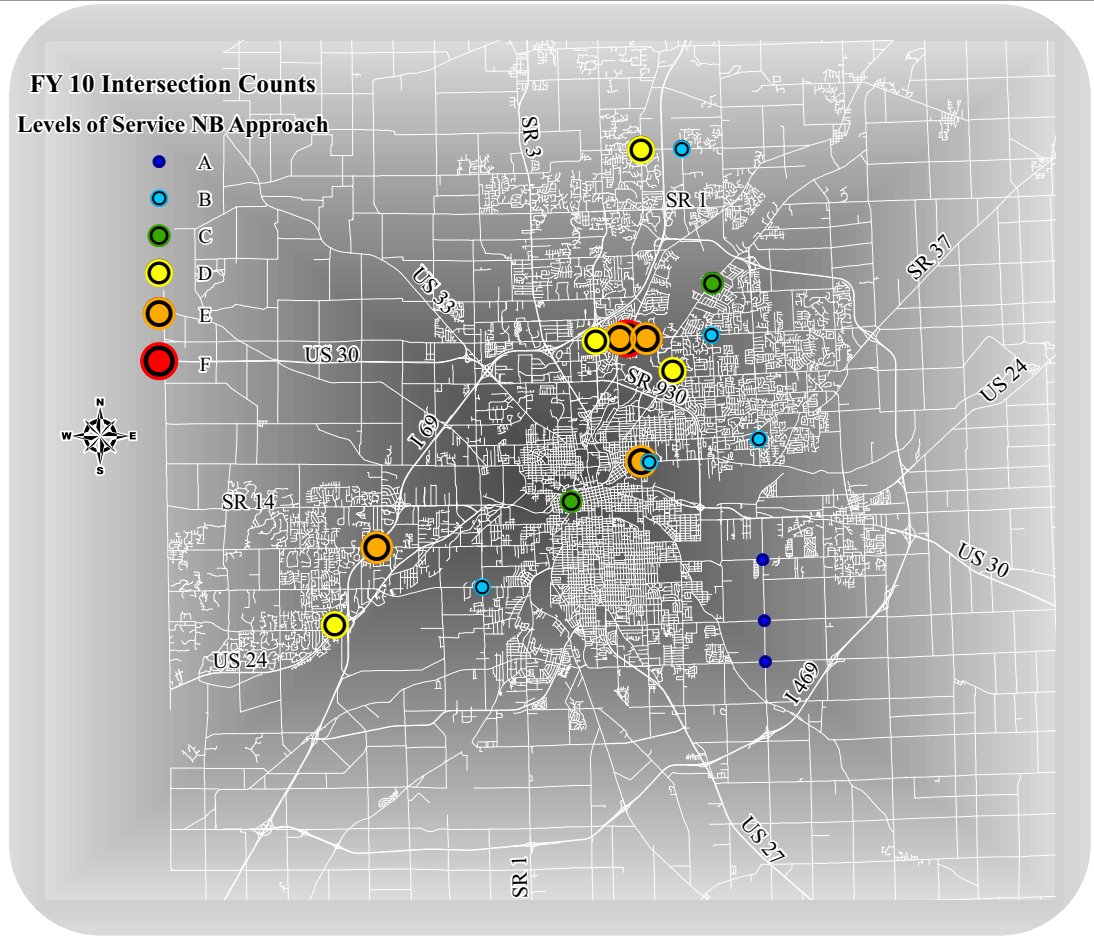 FY 10 Intersection Counts
Levels of Service NB Approach
A
B
C
D
E
F
N
W E
S
SR 3
SR 1
SR 37
US 33
US 30
SR 930
US 24
I 69
SR 14
US 30
US 24
I 469
US 27
SR 1